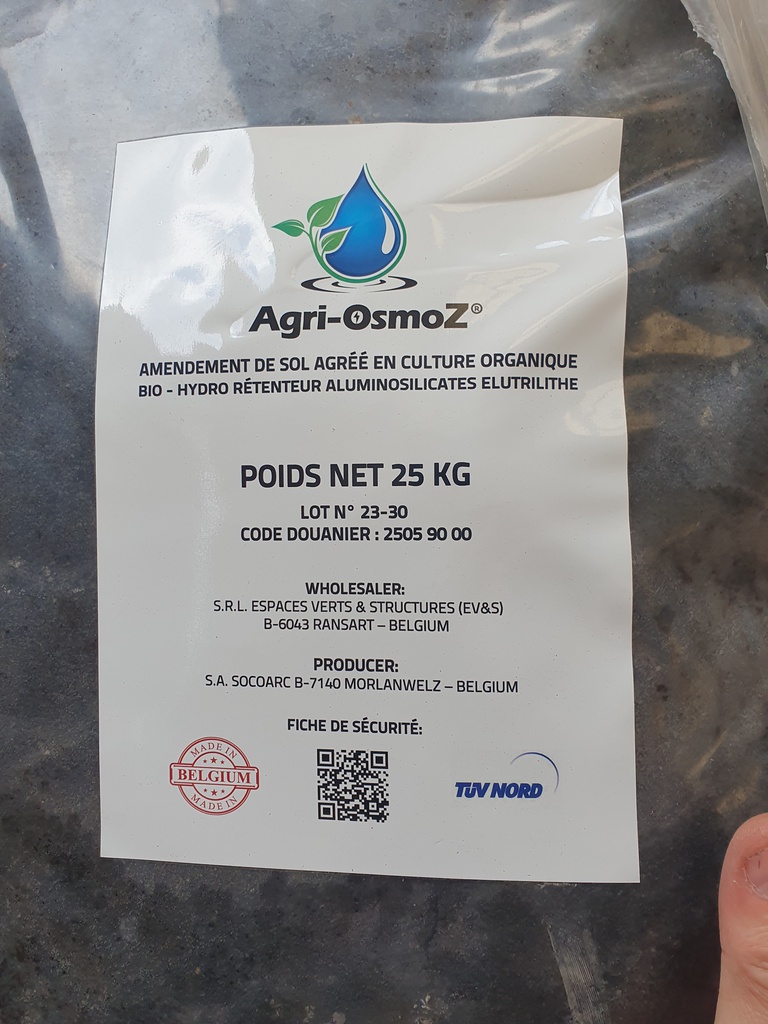 Agri-OsmoZ®
AMENDEMENT DE SOL AGRÉÉ EN CULTURE ORGANIQUE
BIO - HYDRO RÉTENTEUR ALUMINOSILICATES ELUTRILITHE
POIDS NET 25 KG
LOT N° 23-30
CODE DOUANIER : 2505 90 00
WHOLESALER:
S.R.L. ESPACES VERTS & STRUCTURES (EV&S)
B-6043 RANSART – BELGIUM
PRODUCER:
S.A. SOCOARC B-7140 MORLANWELZ – BELGIUM
FICHE DE SÉCURITÉ:
MADE IN
BELGIUM
MADE IN
TÜV NORD